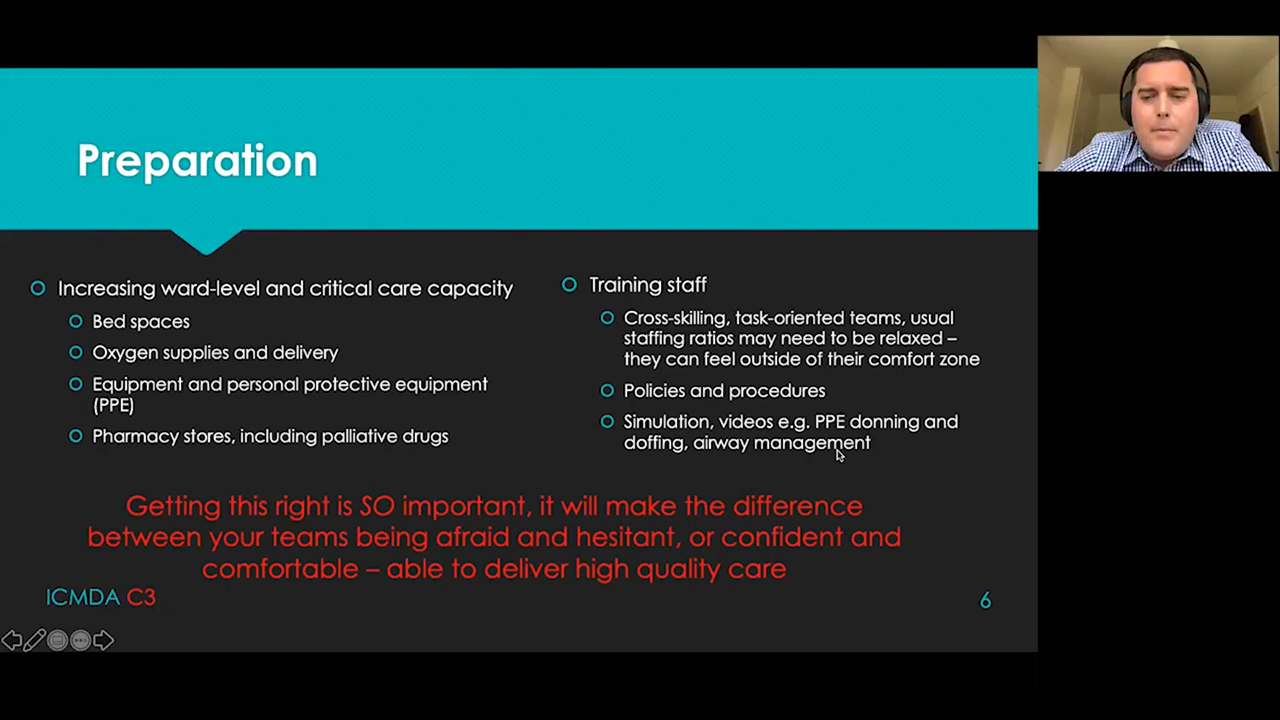 Preparation
Increasing ward-level and critical care capacity
Bed spaces
Oxygen supplies and delivery
Equipment and personal protective equipment
(PPE)
Pharmacy stores, including palliative drugs
Training staff
Cross-skilling, task-oriented teams, usual
staffing ratios may need to be relaxed –
they can feel outside of their comfort zone
Policies and procedures
Simulation, videos e.g. PPE donning and
doffing, airway management
Getting this right is SO important, it will make the difference
between your teams being afraid and hesitant, or confident and
comfortable – able to deliver high quality care
ICMDA C3
6